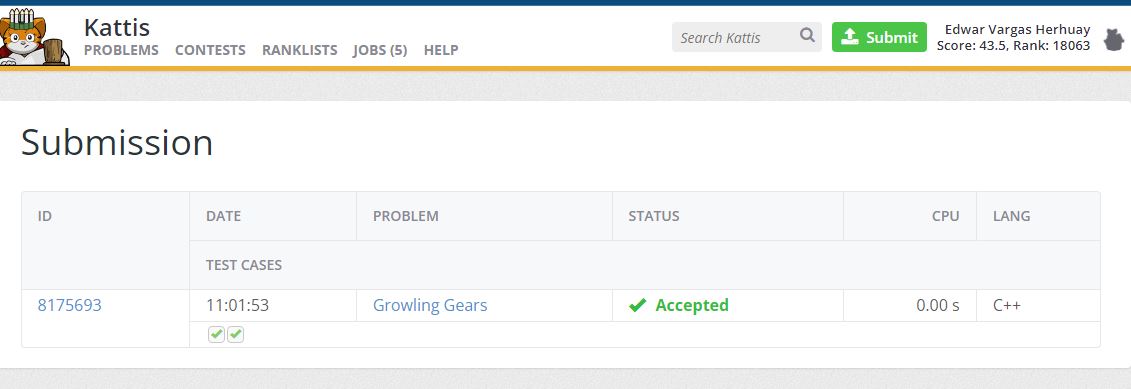 Kattis
PROBLEMS CONTESTS RANKLISTS JOBS (5) HELP
Search Kattis
Submit
Edwar Vargas Herhuay
Score: 43.5, Rank: 18063
Submission
ID DATE PROBLEM STATUS CPU LANG
TEST CASES
8175693 11:01:53 Growling Gears Accepted 0.00 s C++